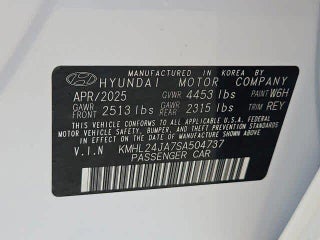 MANUFACTURED IN KOREA BY
HYUNDAI MOTOR COMPANY
APR/2025 GVWR 4453 lbs PAINT W6H
GAWR FRONT 2513 lbs GAWR REAR 2315 lbs TRIM REY
THIS VEHICLE CONFORMS TO ALL APPLICABLE FEDERAL
MOTOR VEHICLE SAFETY, BUMPER, AND THEFT PREVENTION STANDARDS
IN EFFECT ON THE DATE OF MANUFACTURE SHOWN ABOVE.
V.I.N KMHL24JA7SA504737
PASSENGER CAR